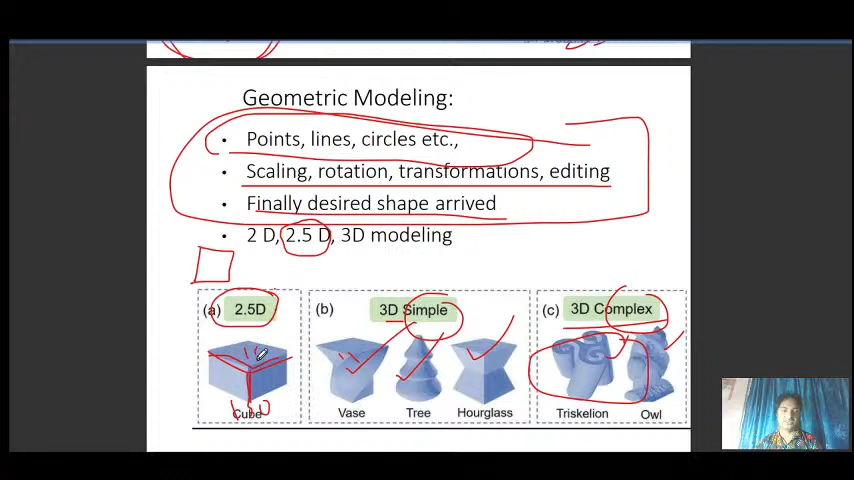 Geometric Modeling:
• Points, lines, circles etc.,
• Scaling, rotation, transformations, editing
• Finally desired shape arrived
• 2 D, 2.5 D, 3D modeling
(a) 2.5D
(b) 3D Simple
(c) 3D Complex
Cube
Vase
Tree
Hourglass
Triskelion
Owl